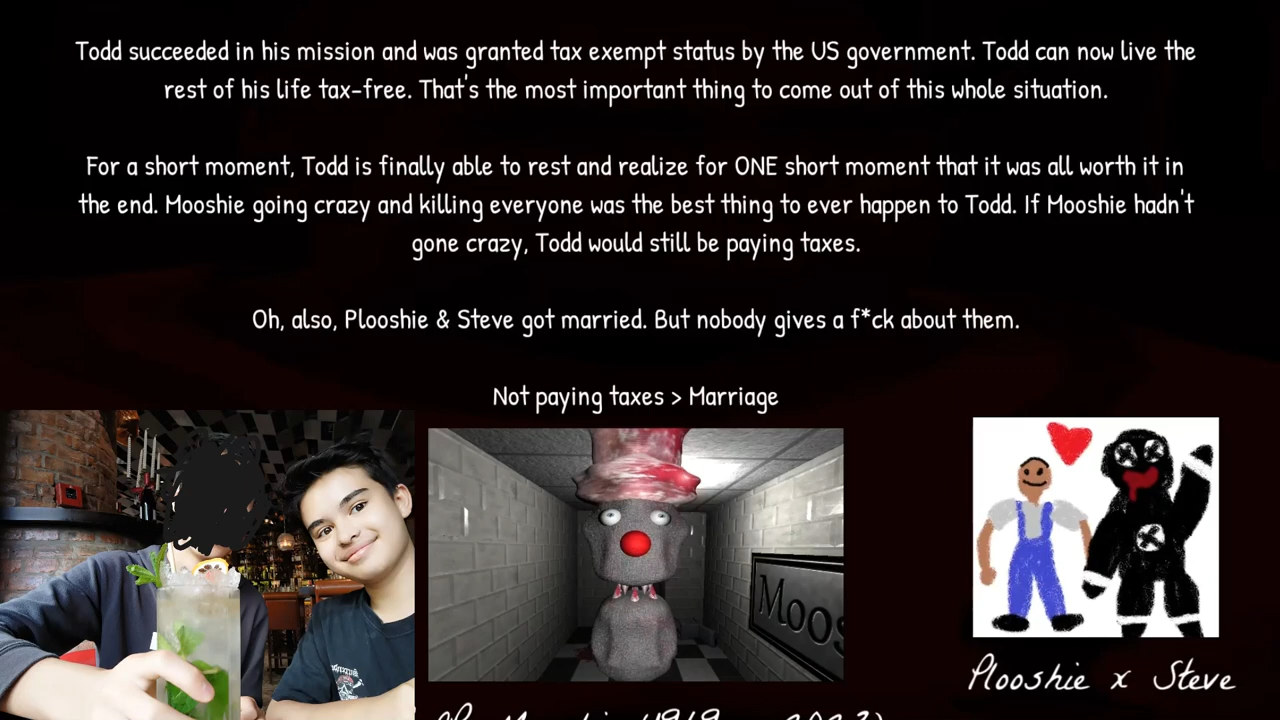 Todd succeeded in his mission and was granted tax exempt status by the US government. Todd can now live the
rest of his life tax-free. That's the most important thing to come out of this whole situation.
For a short moment, Todd is finally able to rest and realize for ONE short moment that it was all worth it in
the end. Mooshie going crazy and killing everyone was the best thing to ever happen to Todd. If Mooshie hadn't
gone crazy, Todd would still be paying taxes.
Oh, also, Plooshie & Steve got married. But nobody gives a f*ck about them.
Not paying taxes > Marriage
Moos
Plooshie x Steve